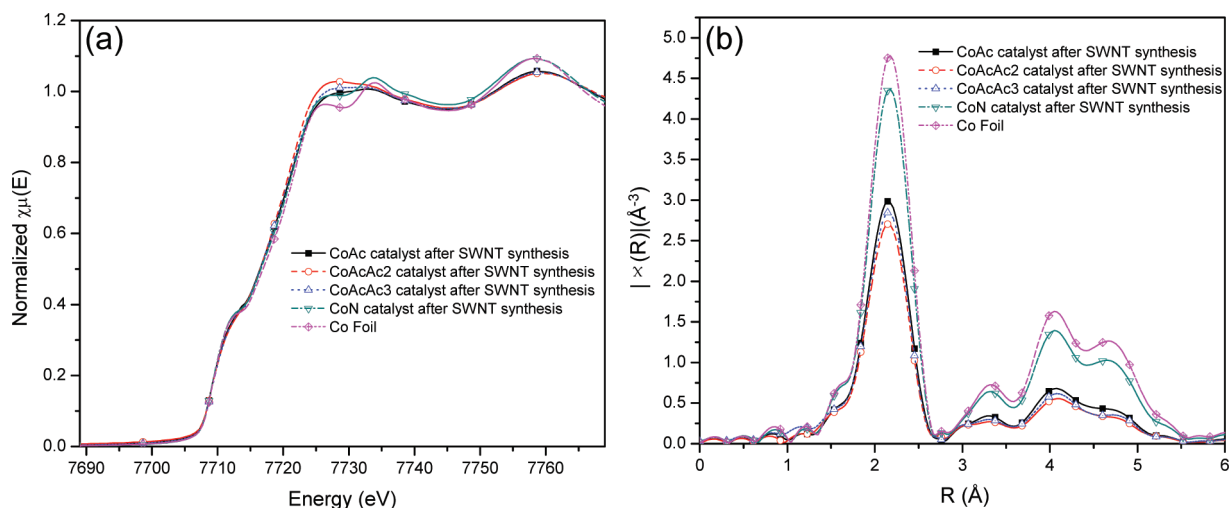 (a)
1.2
1.0
0.8
0.6
0.4
0.2
0.0
Normalized χμ(E)
CoAc catalyst after SWNT synthesis
CoAcAc2 catalyst after SWNT synthesis
CoAcAc3 catalyst after SWNT synthesis
CoN catalyst after SWNT synthesis
Co Foil
7690 7700 7710 7720 7730 7740 7750 7760
Energy (eV)
(b)
5.0
4.5
4.0
3.5
3.0
2.5
2.0
1.5
1.0
0.5
0.0
| χ (R)|(Å-3)
CoAc catalyst after SWNT synthesis
CoAcAc2 catalyst after SWNT synthesis
CoAcAc3 catalyst after SWNT synthesis
CoN catalyst after SWNT synthesis
Co Foil
0 1 2 3 4 5 6
R (Å)